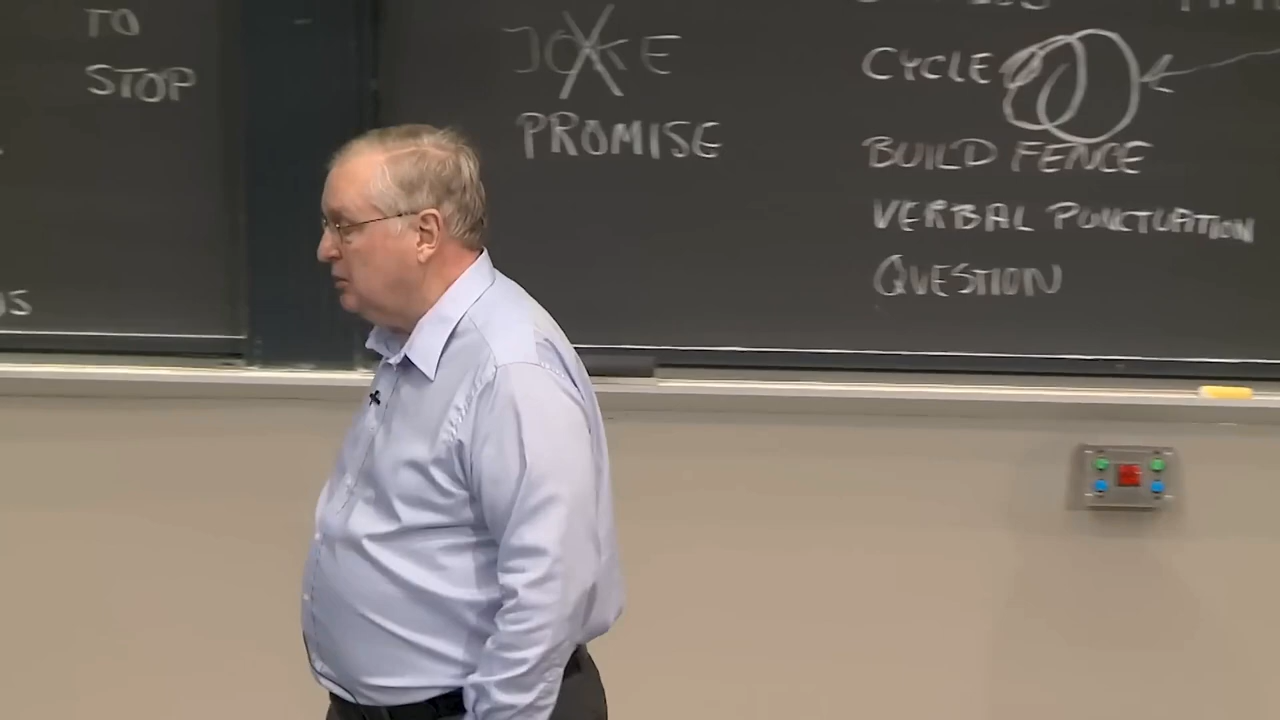 TO
STOP
JOKE
PROMISE
CYCLE
BUILD FENCE
VERBAL PUNCTUATION
QUESTION